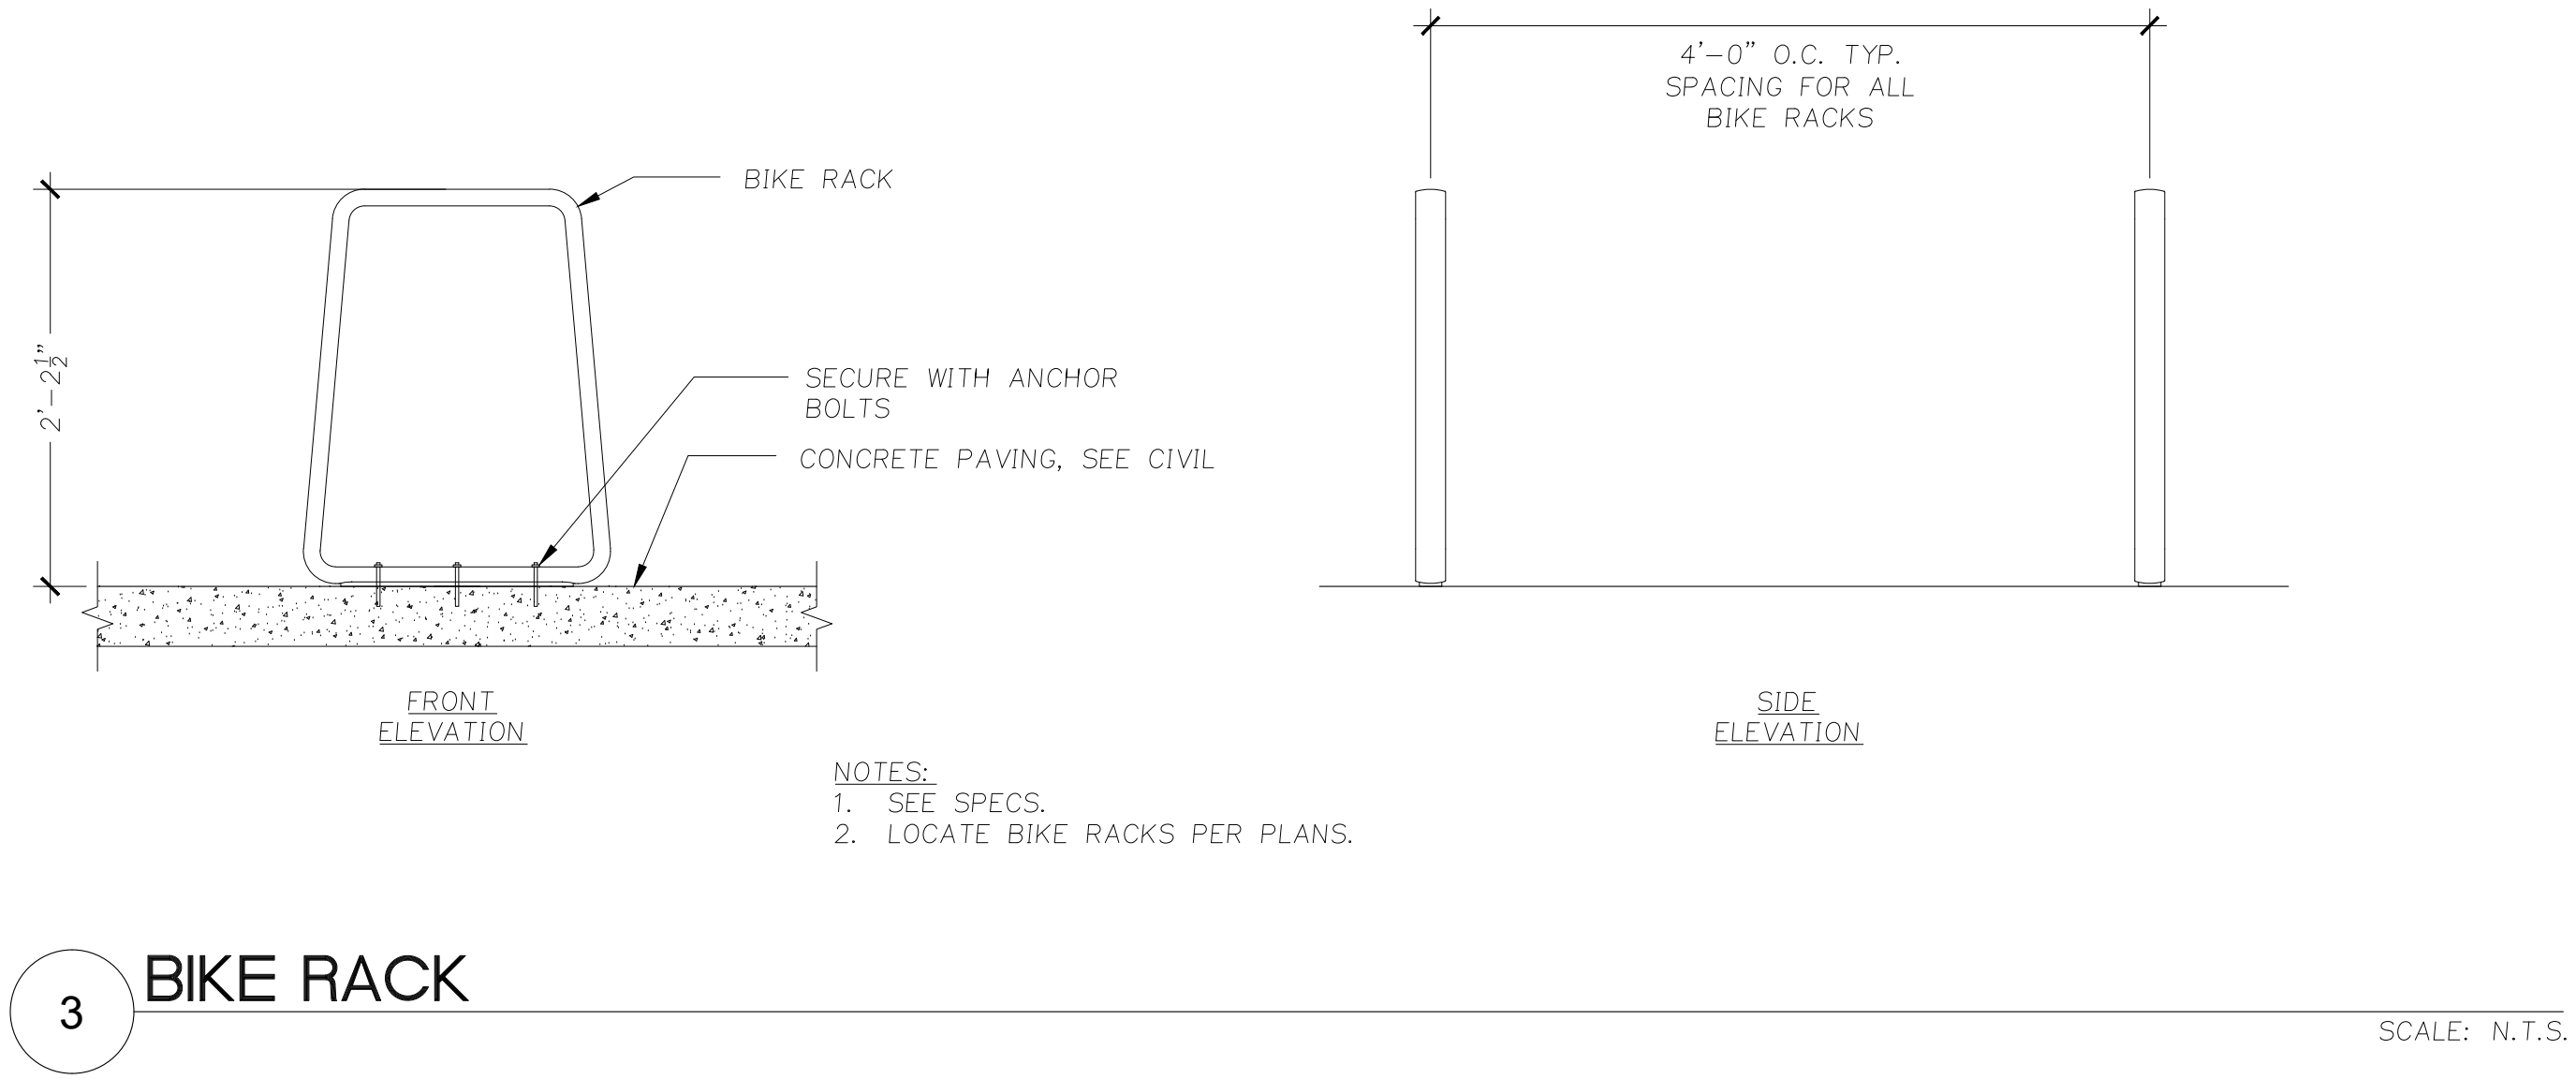 4'-0" O.C. TYP.
SPACING FOR ALL
BIKE RACKS
BIKE RACK
2'-2½"
SECURE WITH ANCHOR
BOLTS
CONCRETE PAVING, SEE CIVIL
FRONT
ELEVATION
SIDE
ELEVATION
NOTES:
1. SEE SPECS.
2. LOCATE BIKE RACKS PER PLANS.
3
BIKE RACK
SCALE: N.T.S.